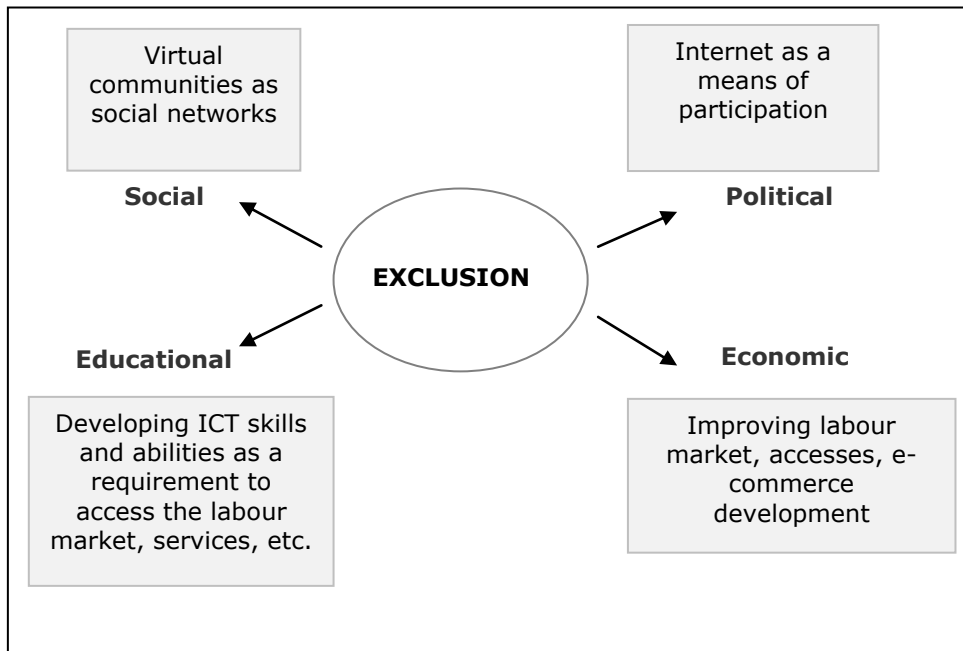 Virtual
communities as
social networks
Internet as a
means of
participation
Social
Political
EXCLUSION
Educational
Economic
Developing ICT skills
and abilities as a
requirement to
access the labour
market, services, etc.
Improving labour
market, accesses, e-
commerce
development